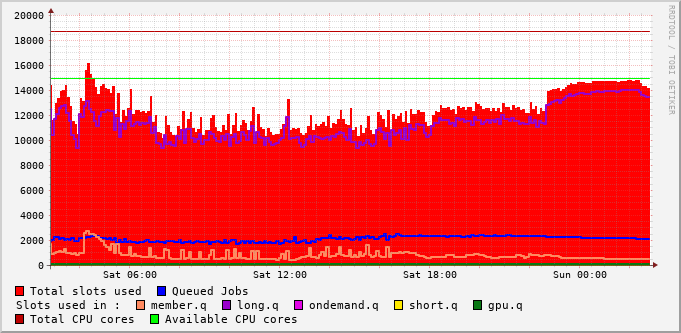 RRDTOOL / TOBI OETIKER
20000
18000
16000
14000
12000
10000
8000
6000
4000
2000
0
Sat 06:00 Sat 12:00 Sat 18:00 Sun 00:00
Total slots used Queued Jobs
Slots used in : member.q long.q ondemand.q short.q gpu.q
Total CPU cores Available CPU cores